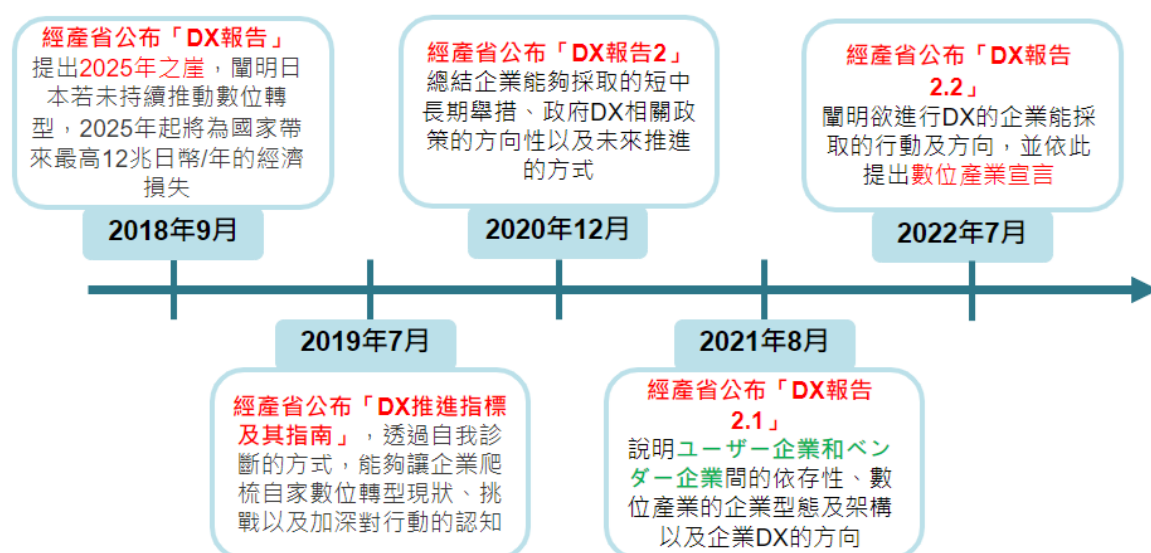 經產省公布「DX報告」
提出2025年之崖，闡明日
本若未持續推動數位轉
型，2025年起將為國家帶
來最高12兆日幣/年的經濟
損失
2018年9月
經產省公布「DX報告2」
總結企業能夠採取的短中
長期舉措、政府DX相關政
策的方向性以及未來推進
的方式
2020年12月
經產省公布「DX報告
2.2」
闡明欲進行DX的企業能採
取的行動及方向，並依此
提出數位產業宣言
2022年7月
2019年7月
經產省公布「DX推進指標
及其指南」，透過自我診
斷的方式，能夠讓企業爬
梳自家數位轉型現狀、挑
戰以及加深對行動的認知
2021年8月
經產省公布「DX報告
2.1」
說明ユーザー企業和ベン
ダー企業間的依存性、數
位產業的企業型態及架構
以及企業DX的方向